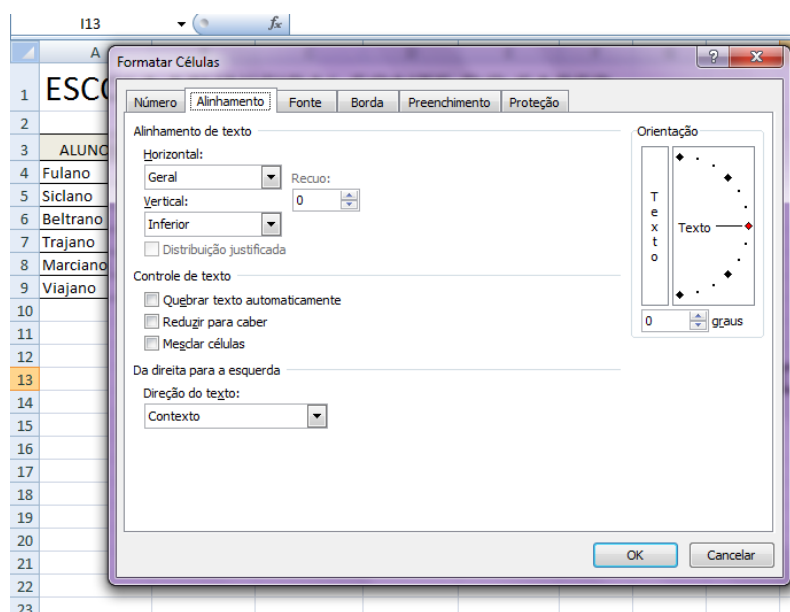 I13
fx
A
1 ESCO
2
3 ALUNO
4 Fulano
5 Siclano
6 Beltrano
7 Trajano
8 Marciano
9 Viajano
10
11
12
13
14
15
16
17
18
19
20
21
22
23
Formatar Células
?
X
Número Alinhamento Fonte Borda Preenchimento Proteção
Alinhamento de texto
Horizontal:
Geral
Recuo:
Vertical:
0
Inferior
Distribuição justificada
Controle de texto
Quebrar texto automaticamente
Reduzir para caber
Mesclar células
Da direita para a esquerda
Direção do texto:
Contexto
Orientação
Texto
Texto
0 graus
OK Cancelar